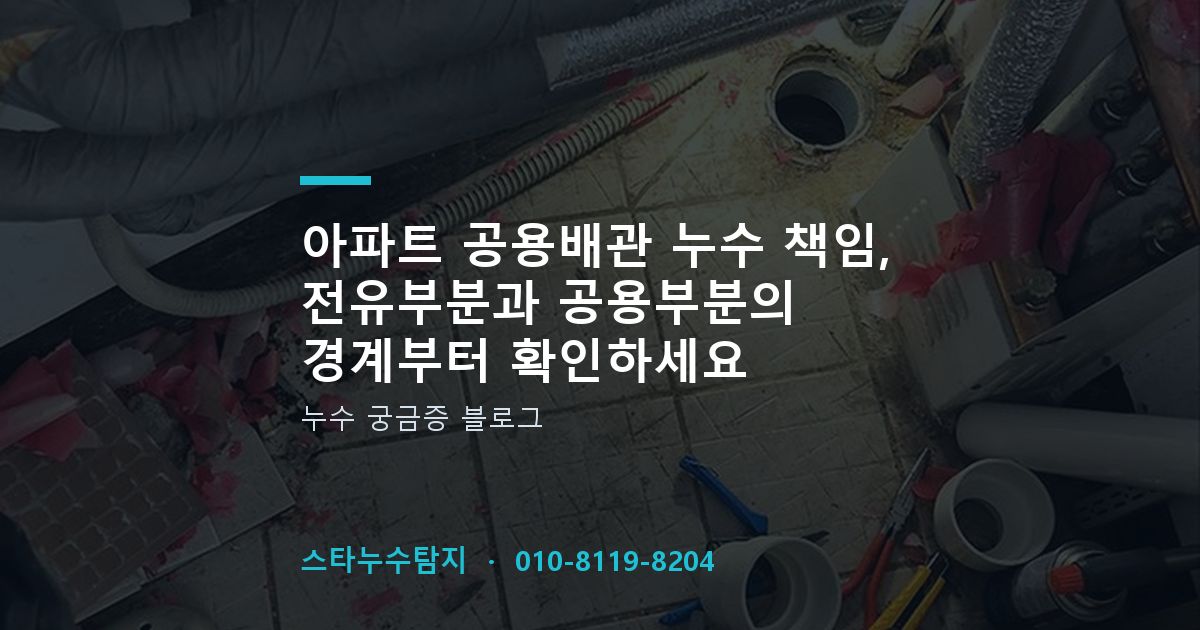 아파트 공용배관 누수 책임,
전유부분과 공용부분의
경계부터 확인하세요
누수 궁금증 블로그
스타누수탐지 · 010-8119-8204